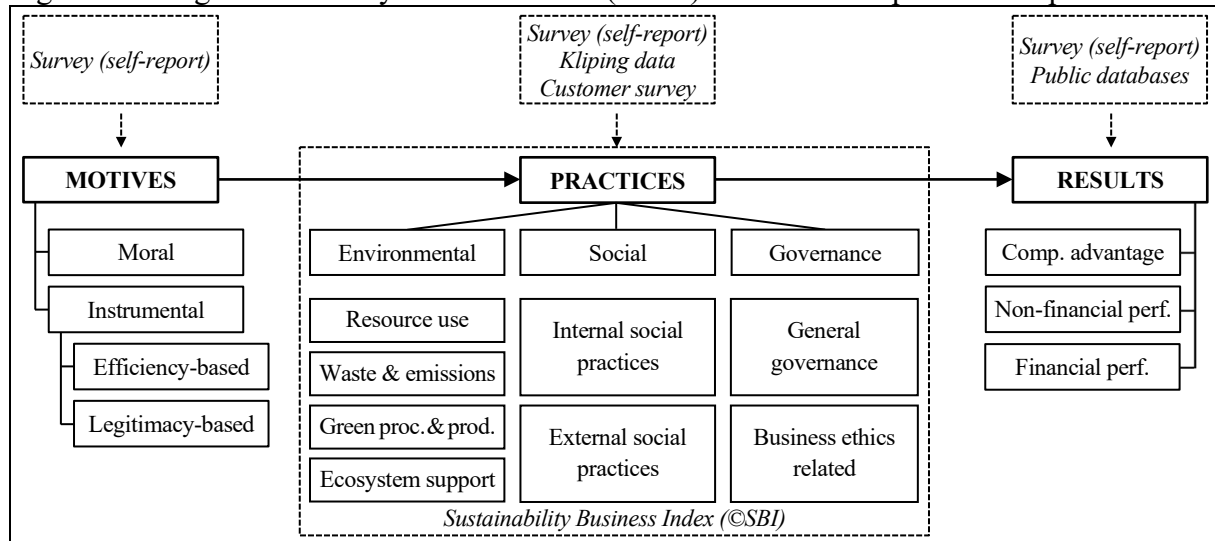 Survey (self-report)
Survey (self-report)
Kliping data
Customer survey
Survey (self-report)
Public databases
MOTIVES
PRACTICES
RESULTS
Moral
Instrumental
Efficiency-based
Legitimacy-based
Environmental
Social
Governance
Resource use
Waste & emissions
Green proc.& prod.
Ecosystem support
Internal social
practices
External social
practices
General
governance
Business ethics
related
Sustainability Business Index (©SBI)
Comp. advantage
Non-financial perf.
Financial perf.